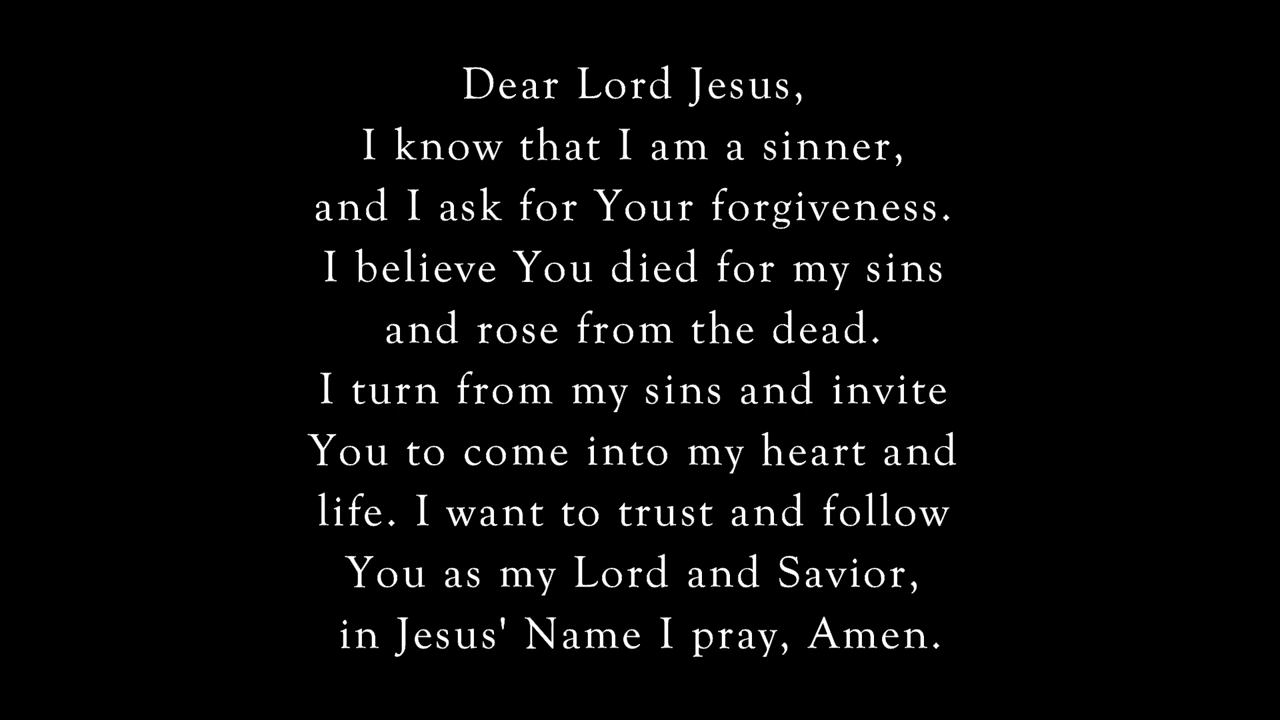 Dear Lord Jesus,
I know that I am a sinner,
and I ask for Your forgiveness.
I believe You died for my sins
and rose from the dead.
I turn from my sins and invite
You to come into my heart and
life. I want to trust and follow
You as my Lord and Savior,
in Jesus' Name I pray, Amen.